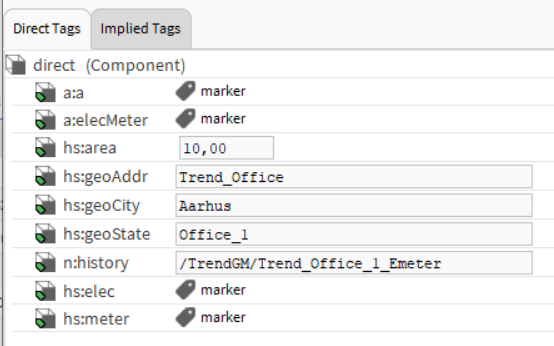 Direct Tags Implied Tags
direct (Component)
a:a marker
a:elecMeter marker
hs:area 10,00
hs:geoAddr Trend_Office
hs:geoCity Aarhus
hs:geoState Office_1
n:history /TrendGM/Trend_Office_1_Emeter
hs:elec marker
hs:meter marker